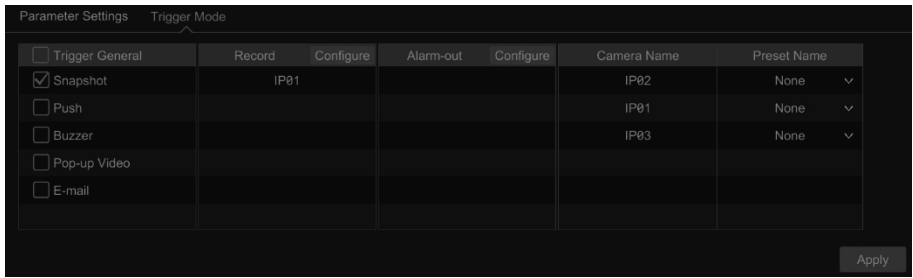 Parameter Settings Trigger Mode
Trigger General Record Configure Alarm-out Configure Camera Name Preset Name
Snapshot IP01 IP02 None
Push IP01 None
Buzzer IP03 None
Pop-up Video
E-mail
Apply